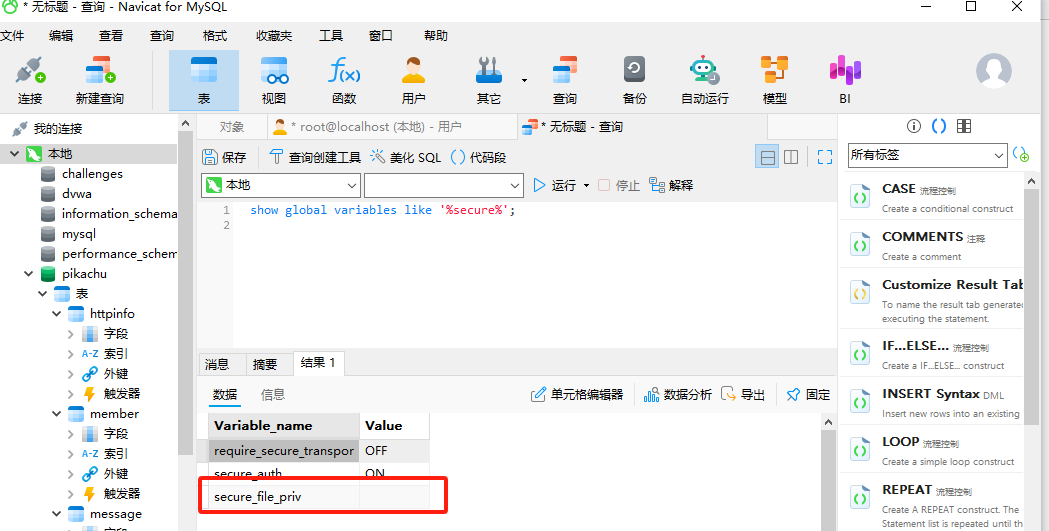 * 无标题 - 查询 - Navicat for MySQL
文件 编辑 查看 查询 格式 收藏夹 工具 窗口 帮助
连接 新建查询 表 视图 函数 用户 其它 查询 备份 自动运行 模型 BI
f(x)
我的连接
本地
challenges
dvwa
information_schema
mysql
performance_schem
pikachu
表
httpinfo
字段
A-Z 索引
外键
触发器
member
字段
A-Z 索引
外键
触发器
message
对象 * root@localhost (本地) - 用户 * 无标题 - 查询
保存 查询创建工具 美化 SQL () 代码段
本地 运行 停止 解释
1 show global variables like '%secure%';
2
消息 摘要 结果 1
数据 信息 单元格编辑器 数据分析 导出 固定
Variable_name Value
require_secure_transpor OFF
secure_auth ON
secure_file_priv
所有标签
CASE 流程控制
Create a conditional construct
COMMENTS 注释
Create a comment
Customize Result Tab
To name the result tab generated
executing the statement.
IF...ELSE... 流程控制
Create a IF...ELSE... construct
INSERT Syntax DML
Insert new rows into an existing
LOOP 流程控制
Create a simple loop construct
REPEAT 流程控制
Create A REPEAT construct. The
Statement list is repeated until th